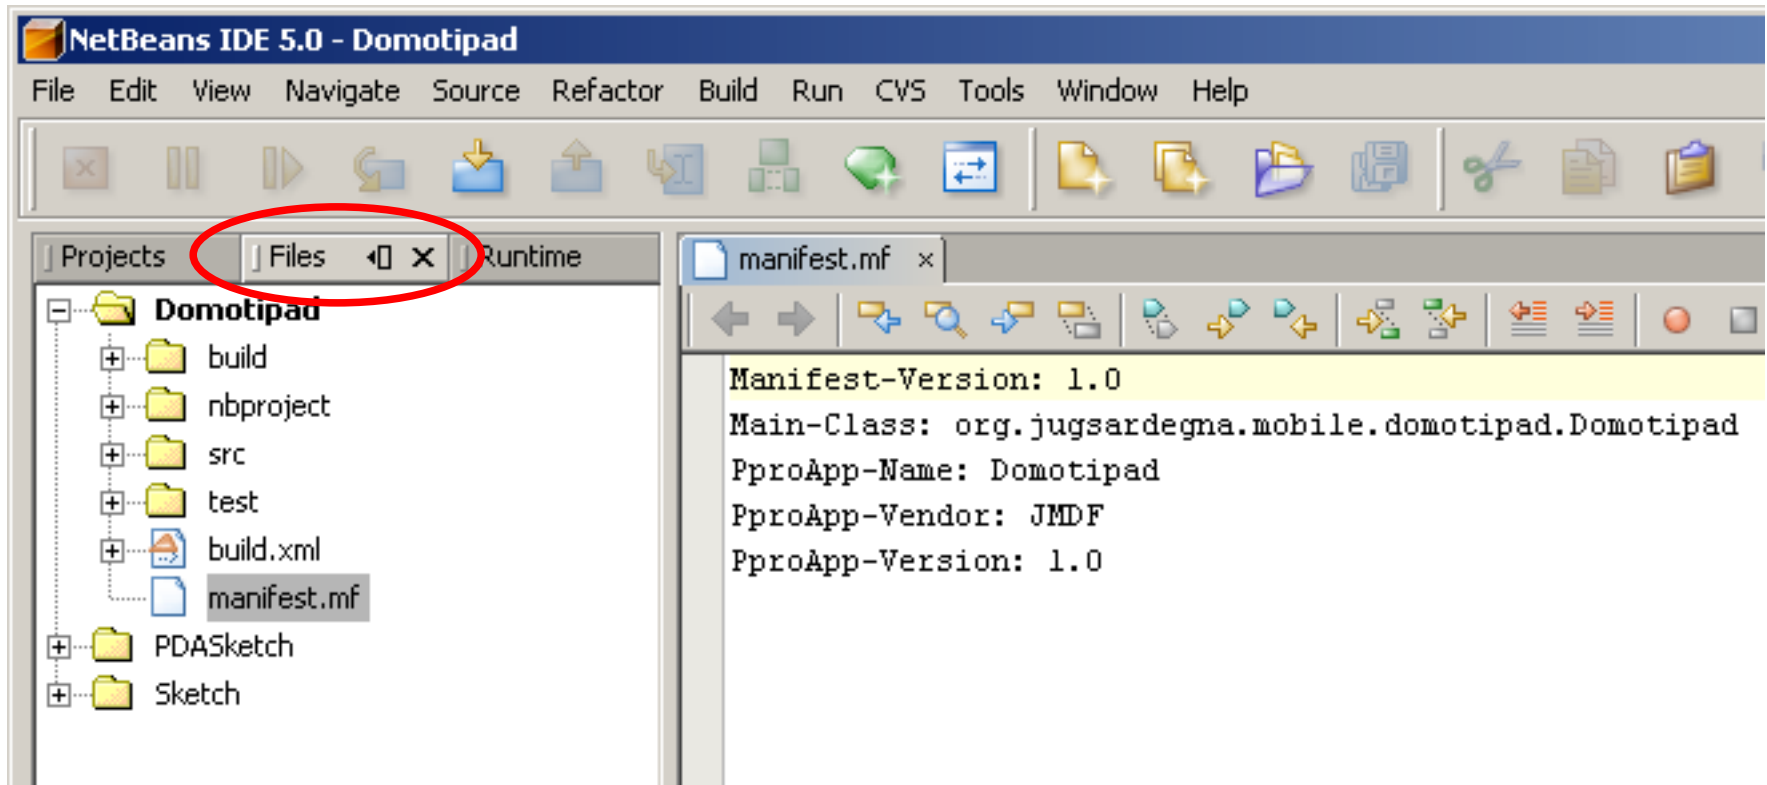 NetBeans IDE 5.0 - Domotipad
File Edit View Navigate Source Refactor Build Run CVS Tools Window Help
Projects Files Runtime
manifest.mf
Domotipad
build
nbproject
src
test
build.xml
manifest.mf
PDASketch
Sketch
Manifest-Version: 1.0
Main-Class: org.jugsardegna.mobile.domotipad.Domotipad
PproApp-Name: Domotipad
PproApp-Vendor: JMDF
PproApp-Version: 1.0